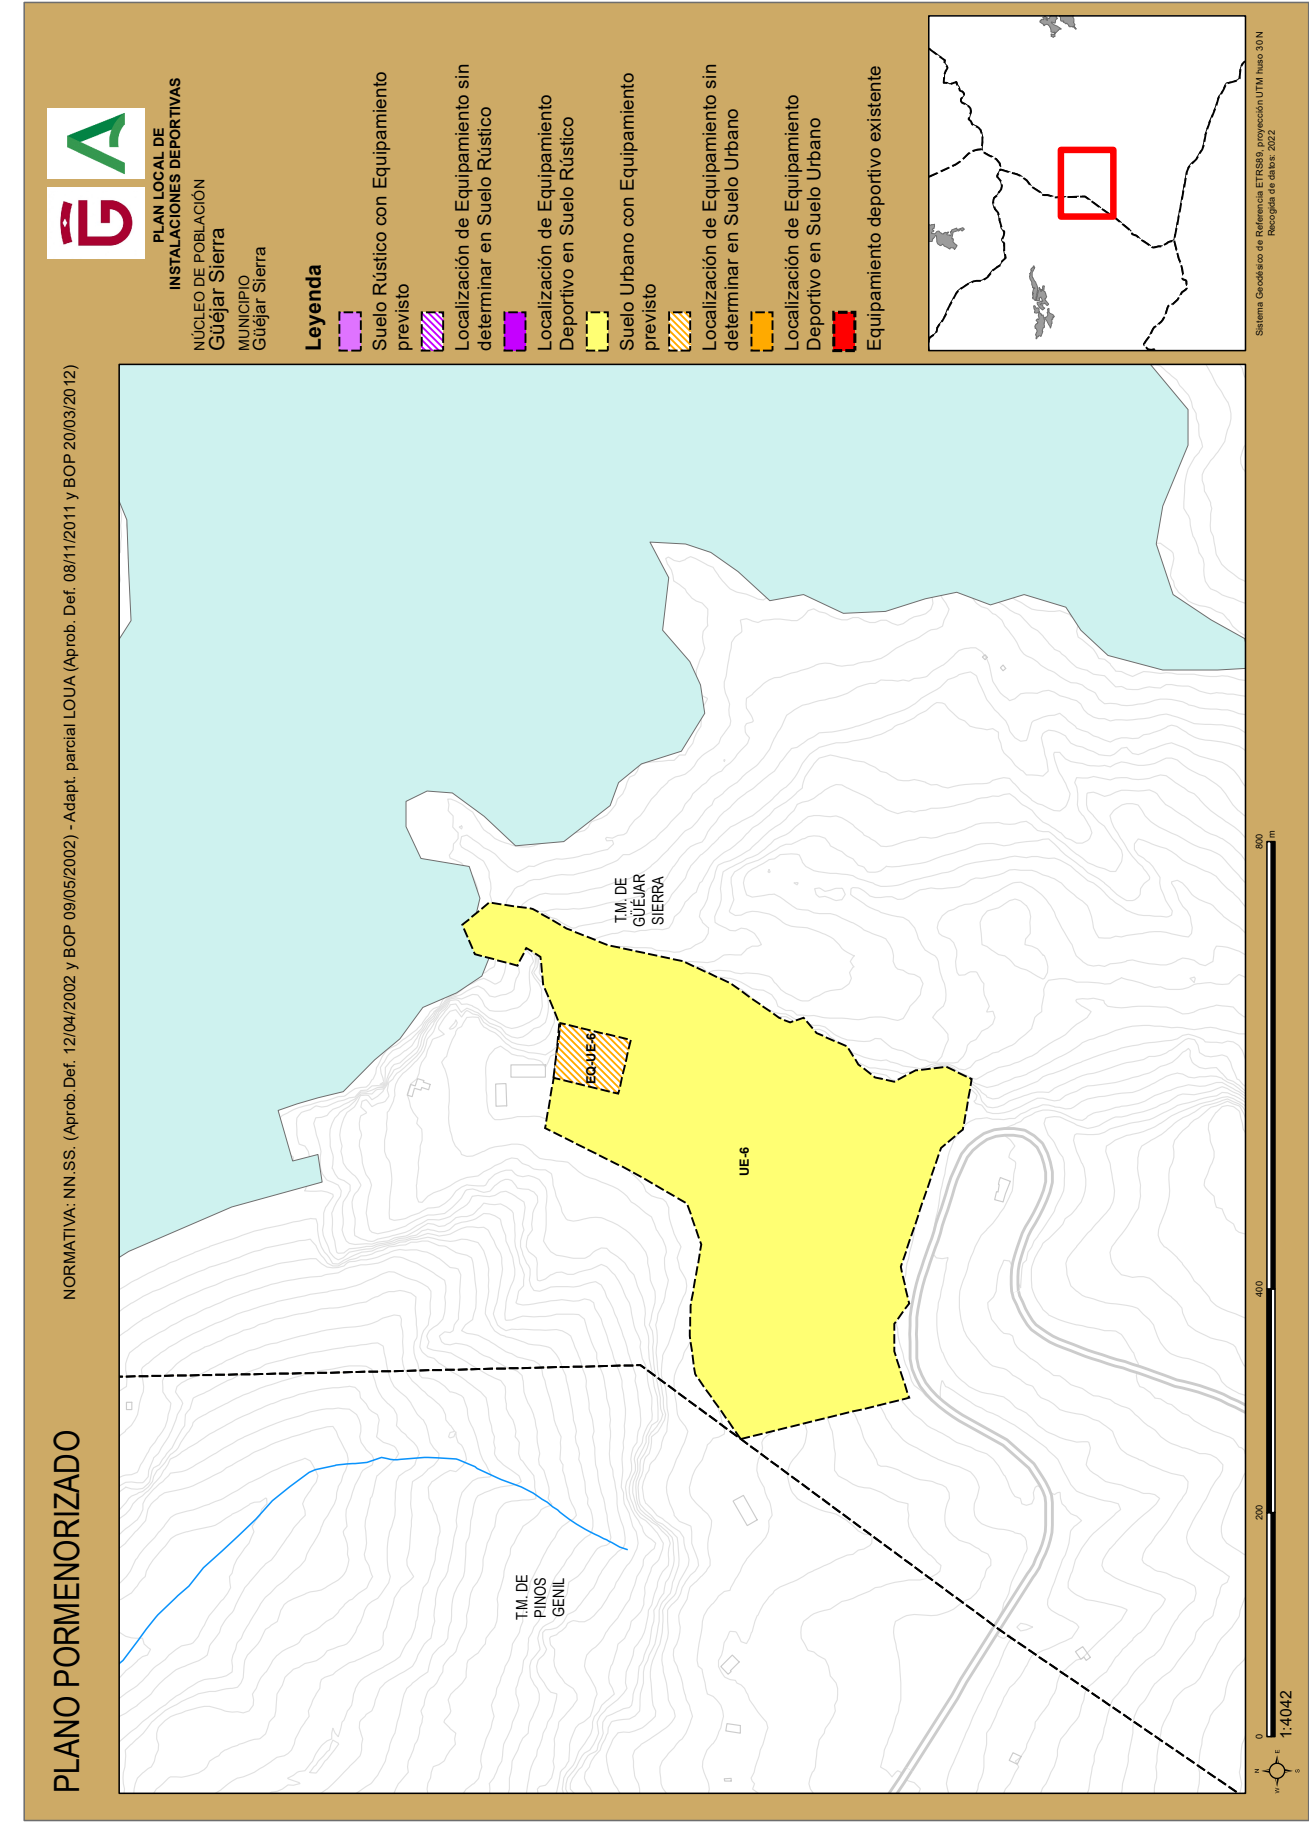 PLANO PORMENORIZADO
NORMATIVA: NN.SS. (Aprob.Def. 12/04/2002 y BOP 09/05/2002) - Adapt. parcial LOUA (Aprob. Def. 08/11/2011 y BOP 20/03/2012)
PLAN LOCAL DE
INSTALACIONES DEPORTIVAS
NÚCLEO DE POBLACIÓN
Güéjar Sierra
MUNICIPIO
Güéjar Sierra
Leyenda
Suelo Rústico con Equipamiento
previsto
Localización de Equipamiento sin
determinar en Suelo Rústico
Localización de Equipamiento
Deportivo en Suelo Rústico
Suelo Urbano con Equipamiento
previsto
Localización de Equipamiento sin
determinar en Suelo Urbano
Localización de Equipamiento
Deportivo en Suelo Urbano
Equipamiento deportivo existente
T.M. DE
GÜÉJAR
SIERRA
EQ-UE-6
UE-6
T.M. DE
PINOS
GENIL
N
W E
S
0 200 400 800
m
1:4042
Sistema Geodésico de Referencia ETRS89, proyección UTM huso 30 N
Recogida de datos: 2022